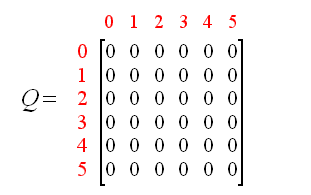 0 1 2 3 4 5
0 0 0 0 0 0 0
1 0 0 0 0 0 0
Q = 2 0 0 0 0 0 0
3 0 0 0 0 0 0
4 0 0 0 0 0 0
5 0 0 0 0 0 0